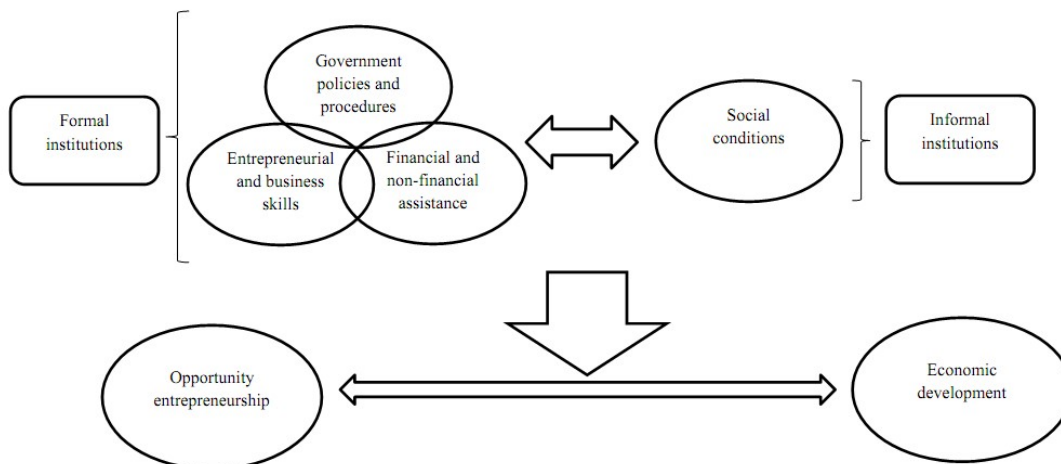 Formal
institutions
Government
policies and
procedures
Entrepreneurial
and business
skills
Financial and
non-financial
assistance
Social
conditions
Informal
institutions
Opportunity
entrepreneurship
Economic
development